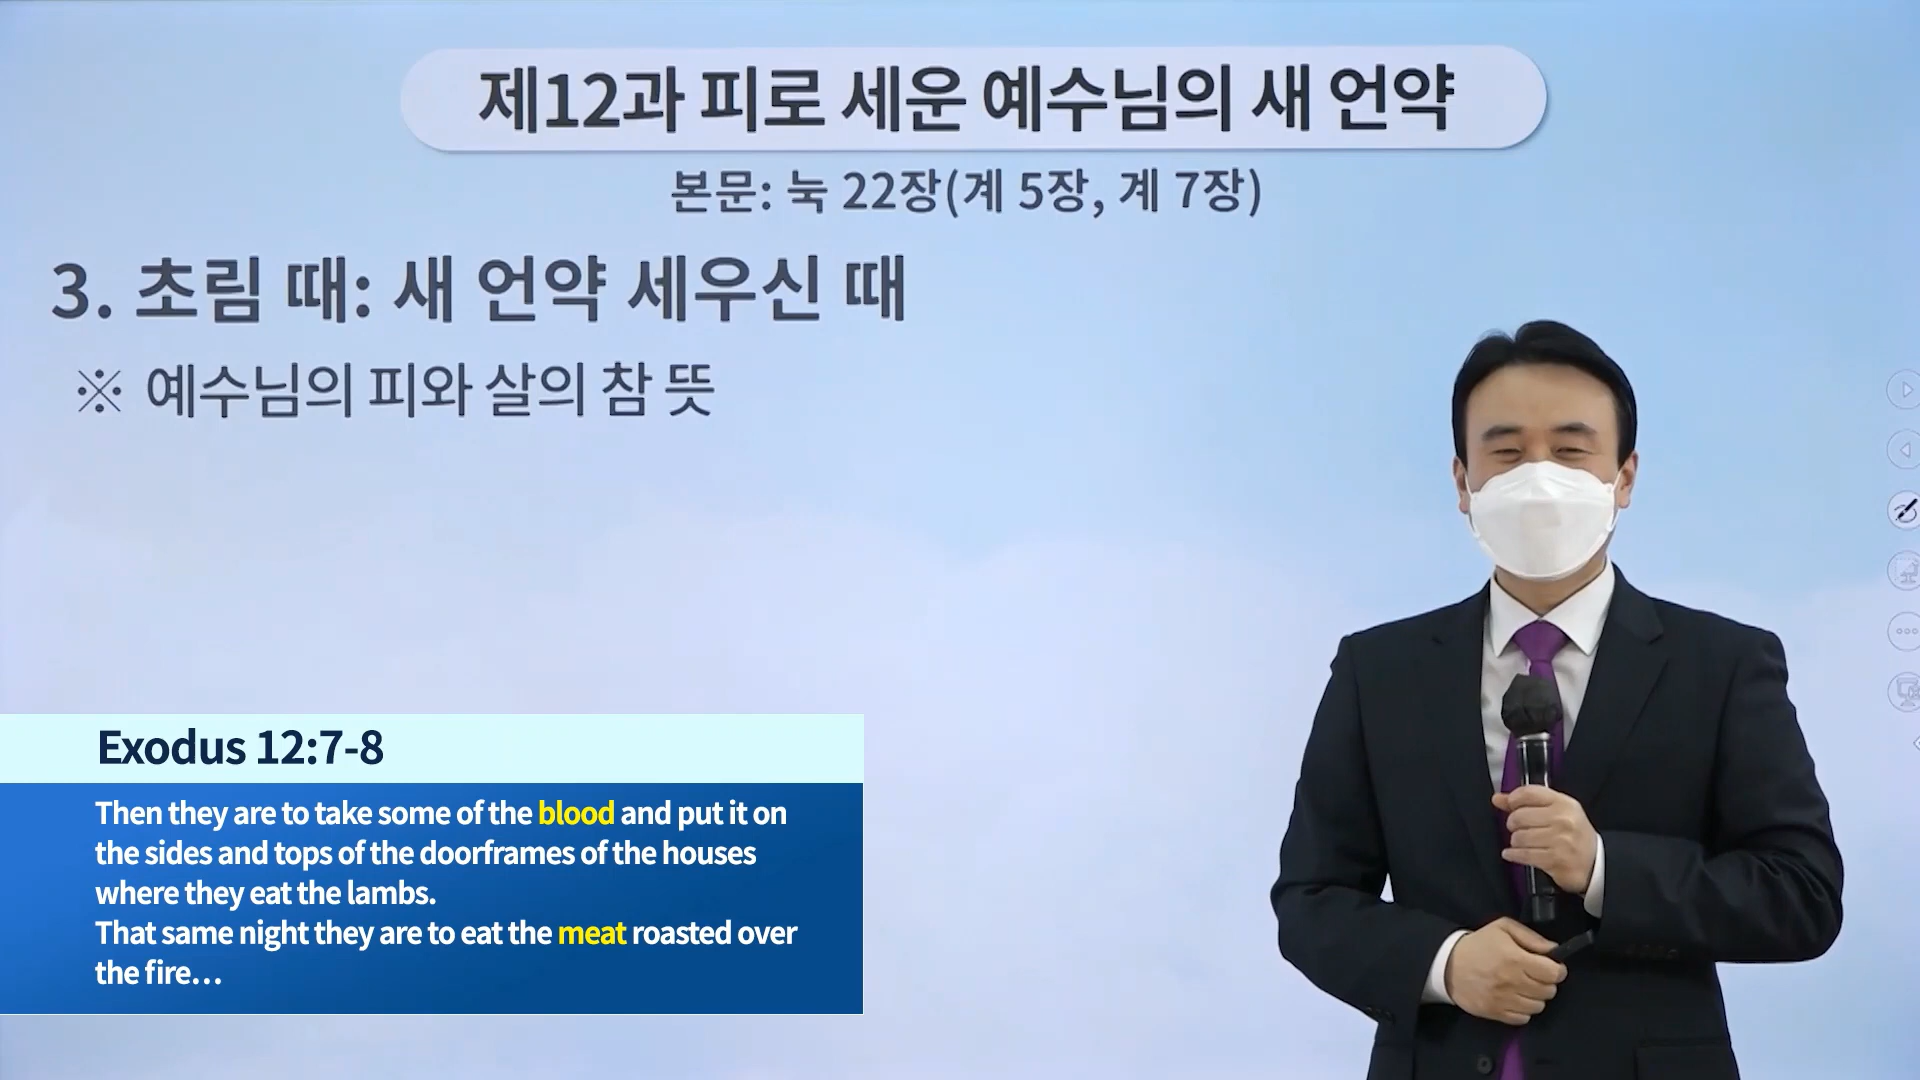 제12과 피로 세운 예수님의 새 언약
본문: 눅 22장(계 5장, 계 7장)
3. 초림 때: 새 언약 세우신 때
※ 예수님의 피와 살의 참 뜻
Exodus 12:7-8
Then they are to take some of the blood and put it on
the sides and tops of the doorframes of the houses
where they eat the lambs.
That same night they are to eat the meat roasted over
the fire…